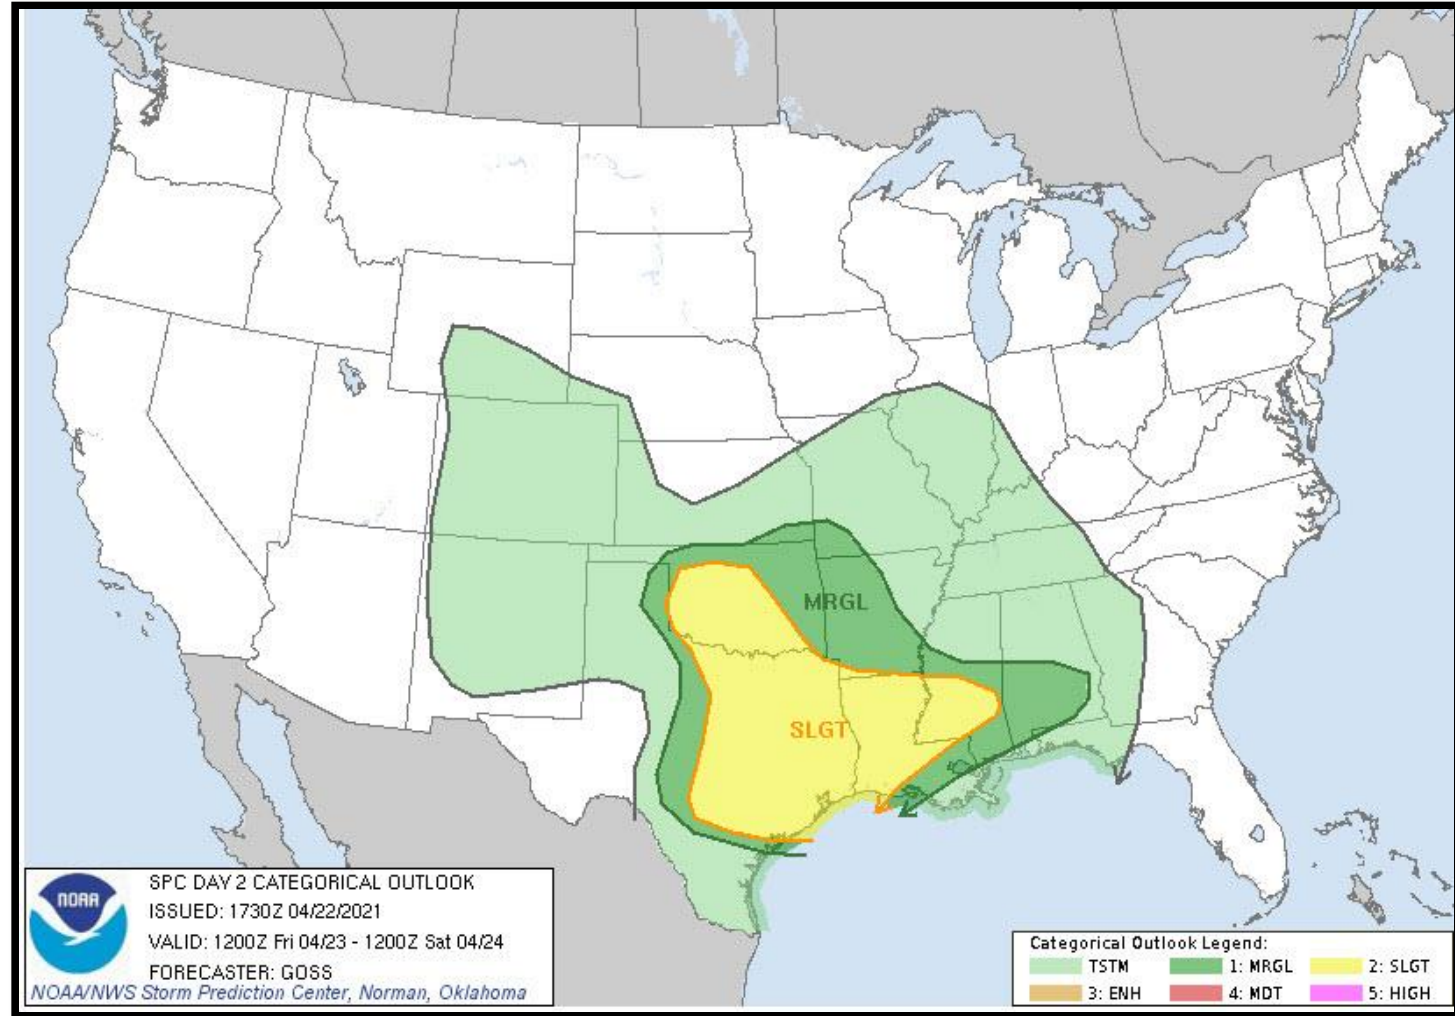 MRGL
SLGT
NOAA
SPC DAY 2 CATEGORICAL OUTLOOK
ISSUED: 1730Z 04/22/2021
VALID: 1200Z Fri 04/23 - 1200Z Sat 04/24
FORECASTER: GOSS
NOAA/NWS Storm Prediction Center, Norman, Oklahoma
Categorical Outlook Legend:
TSTM 1: MRGL 2: SLGT
3: ENH 4: MDT 5: HIGH